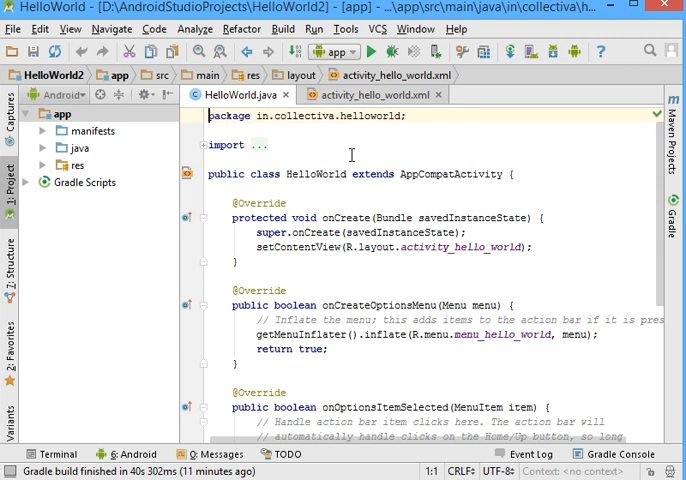 HelloWorld - [D:\AndroidStudioProjects\HelloWorld2] - [app] - ...\app\src\main\java\in\collectiva\h...
File Edit View Navigate Code Analyze Refactor Build Run Tools VCS Window Help
app
HelloWorld2 app src main res layout activity_hello_world.xml
Android
HelloWorld.java
activity_hello_world.xml
Captures
1: Project
7: Structure
2: Favorites
Variants
app
manifests
java
res
Gradle Scripts
package in.collectiva.helloworld;
import ...
public class HelloWorld extends AppCompatActivity {
@Override
protected void onCreate(Bundle savedInstanceState) {
super.onCreate(savedInstanceState);
setContentView(R.layout.activity_hello_world);
}
@Override
public boolean onCreateOptionsMenu(Menu menu) {
// Inflate the menu; this adds items to the action bar if it is pres
getMenuInflater().inflate(R.menu.menu_hello_world, menu);
return true;
}
@Override
public boolean onOptionsItemSelected(MenuItem item) {
// Handle action bar item clicks here. The action bar will
// automatically handle clicks on the Home/Up button, so long
Maven Projects
Gradle
Terminal 6: Android 0: Messages TODO Event Log Gradle Console
Gradle build finished in 40s 302ms (11 minutes ago) 1:1 CRLF÷ UTF-8÷ Context: <no context>